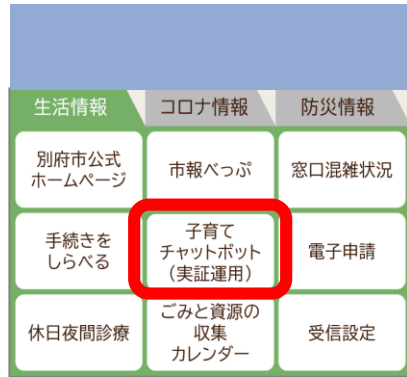 生活情報
コロナ情報
防災情報
別府市公式
ホームページ
市報べっぷ
窓口混雑状況
手続きを
しらべる
子育て
チャットボット
（実証運用）
電子申請
休日夜間診療
ごみと資源の
収集
カレンダー
受信設定